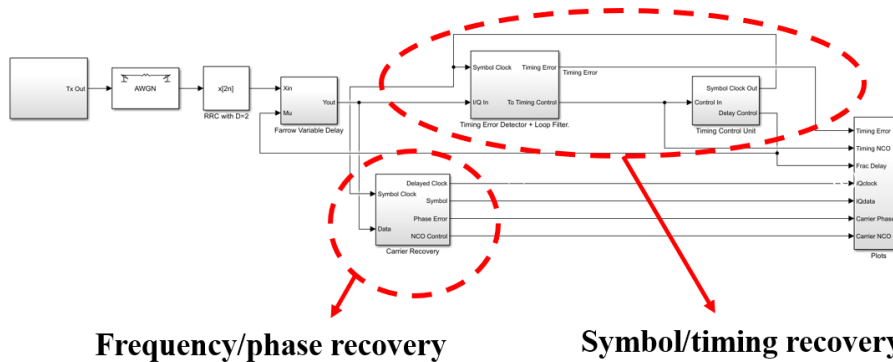 Tx Out
AWGN
x[2n]
RRC with D=2
Xin
Mu
Yout
Farrow Variable Delay
Symbol Clock
I/Q In
Timing Error
To Timing Control
Timing Error Detector + Loop Filter.
Timing Error
Control In
Symbol Clock Out
Delay Control
Timing Control Unit
Symbol Clock
Data
Delayed Clock
Symbol
Phase Error
NCO Control
Carrier Recovery
Timing Error
Timing NCO
Frac Delay
IQclock
IQdata
Carrier Phase
Carrier NCO
Plots
Frequency/phase recovery
Symbol/timing recovery